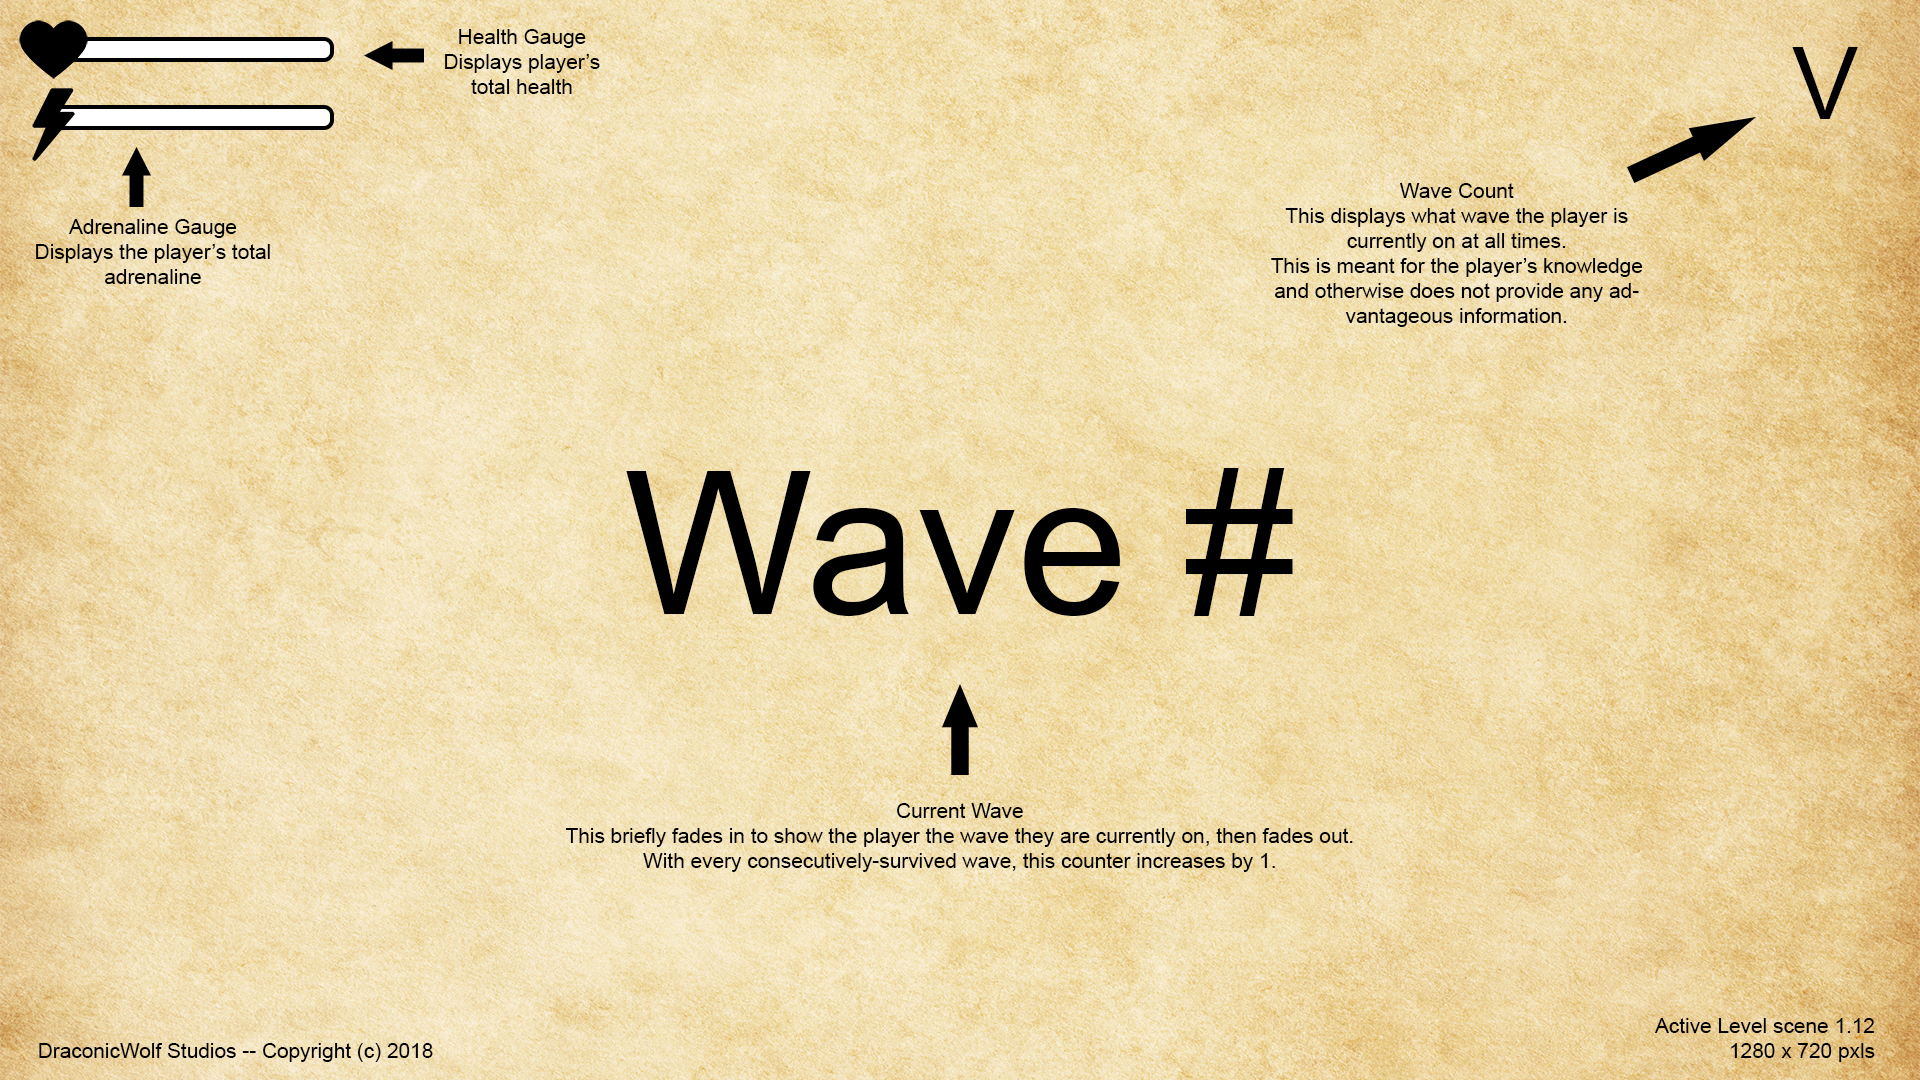 Health Gauge
Displays player’s
total health
V
Adrenaline Gauge
Displays the player’s total
adrenaline
Wave Count
This displays what wave the player is
currently on at all times.
This is meant for the player’s knowledge
and otherwise does not provide any ad-
vantageous information.
Wave #
Current Wave
This briefly fades in to show the player the wave they are currently on, then fades out.
With every consecutively-survived wave, this counter increases by 1.
DraconicWolf Studios -- Copyright (c) 2018
Active Level scene 1.12
1280 x 720 pxls